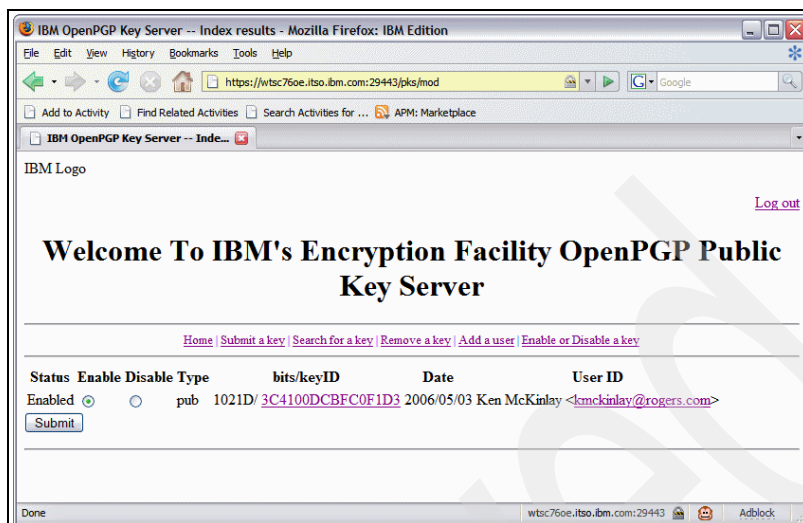 IBM OpenPGP Key Server -- Index results - Mozilla Firefox: IBM Edition
File Edit View History Bookmarks Tools Help
https://wtsc76oe.itso.ibm.com:29443/pks/mod
G Google
Add to Activity Find Related Activities Search Activities for ... APM: Marketplace
IBM OpenPGP Key Server -- Inde...
IBM Logo
Log out
Welcome To IBM's Encryption Facility OpenPGP Public
Key Server
Home | Submit a key | Search for a key | Remove a key | Add a user | Enable or Disable a key
Status Enable Disable Type bits/keyID Date User ID
Enabled pub 1021D/ 3C4100DCBFC0F1D3 2006/05/03 Ken McKinlay <kmckinlay@rogers.com>
Submit
Done wtsc76oe.itso.ibm.com:29443 Adblock